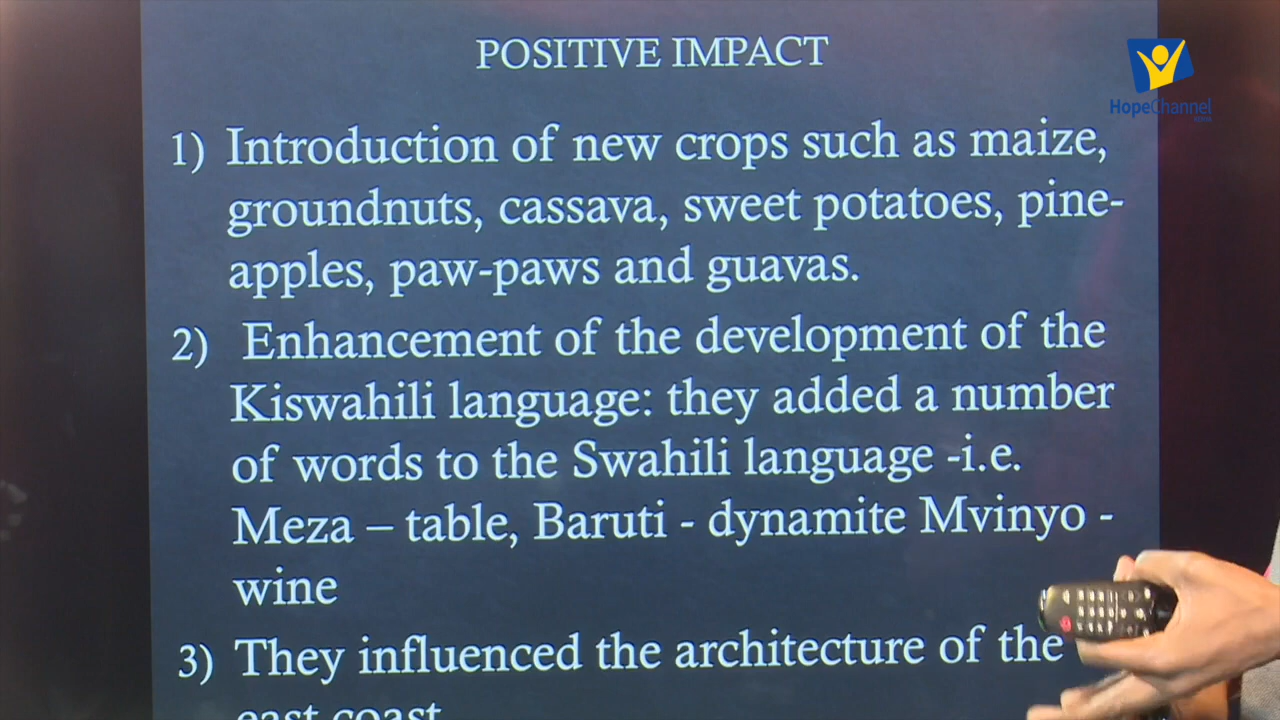 POSITIVE IMPACT
HopeChannel
1) Introduction of new crops such as maize,
groundnuts, cassava, sweet potatoes, pine-
apples, paw-paws and guavas.
2) Enhancement of the development of the
Kiswahili language: they added a number
of words to the Swahili language -i.e.
Meza – table, Baruti - dynamite Mvinyo -
wine
3) They influenced the architecture of the
east coast